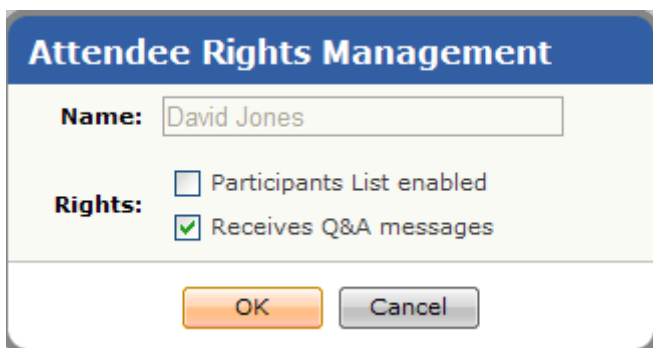 Attendee Rights Management
Name: David Jones
Participants List enabled
Rights:
Receives Q&A messages
OK Cancel